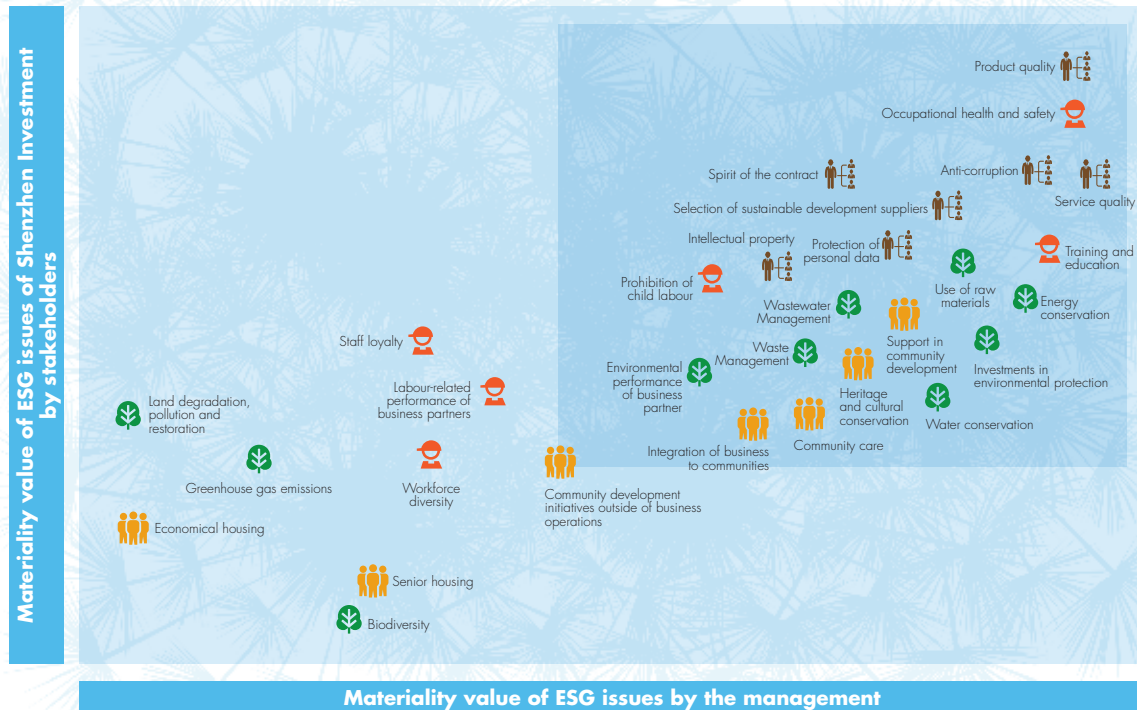 Materiality value of ESG issues of Shenzhen Investment
by stakeholders
Product quality
Occupational health and safety
Spirit of the contract
Anti-corruption
Service quality
Selection of sustainable development suppliers
Intellectual property
Protection of
personal data
Training and
education
Prohibition of
child labour
Use of raw
materials
Energy
conservation
Wastewater
Management
Support in
community
development
Staff loyalty
Waste
Management
Investments in
environmental protection
Environmental
performance
of business
partner
Labour-related
performance of
business partners
Heritage
and cultural
conservation
Land degradation,
pollution and
restoration
Water conservation
Community care
Integration of business
to communities
Greenhouse gas emissions
Workforce
diversity
Community development
initiatives outside of business
operations
Economical housing
Senior housing
Biodiversity
Materiality value of ESG issues by the management